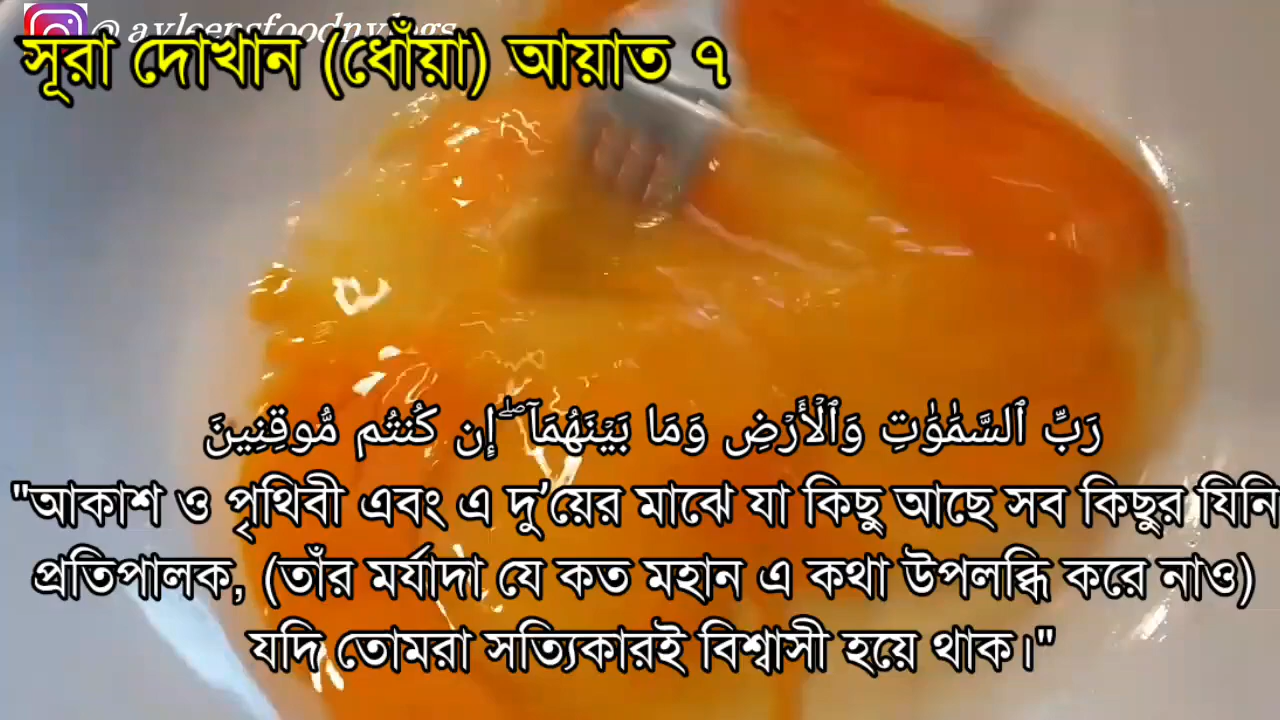 @ ayleensfoodnvlogs
সূরা দোখান (ধোঁয়া) আয়াত ৭
رَبِّ ٱلسَّمَٰوَٰتِ وَٱلْأَرْضِ وَمَا بَيْنَهُمَآ ۖ إِن كُنتُم مُّوقِنِينَ
"আকাশ ও পৃথিবী এবং এ দু’য়ের মাঝে যা কিছু আছে সব কিছুর যিনি
প্রতিপালক, (তাঁর মর্যাদা যে কত মহান এ কথা উপলব্ধি করে নাও)
যদি তোমরা সত্যিকারই বিশ্বাসী হয়ে থাক।"